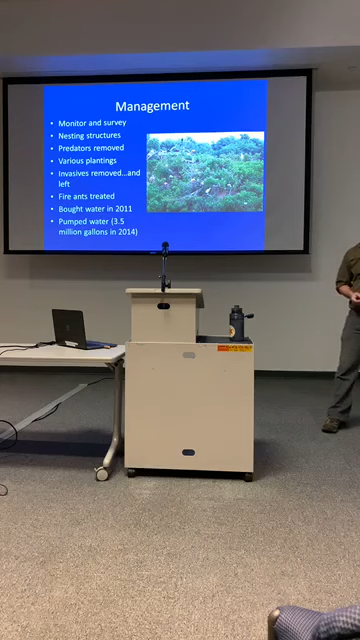 Management
• Monitor and survey
• Nesting structures
• Predators removed
• Various plantings
• Invasives removed...and
left
• Fire ants treated
• Bought water in 2011
• Pumped water (3.5
million gallons in 2014)